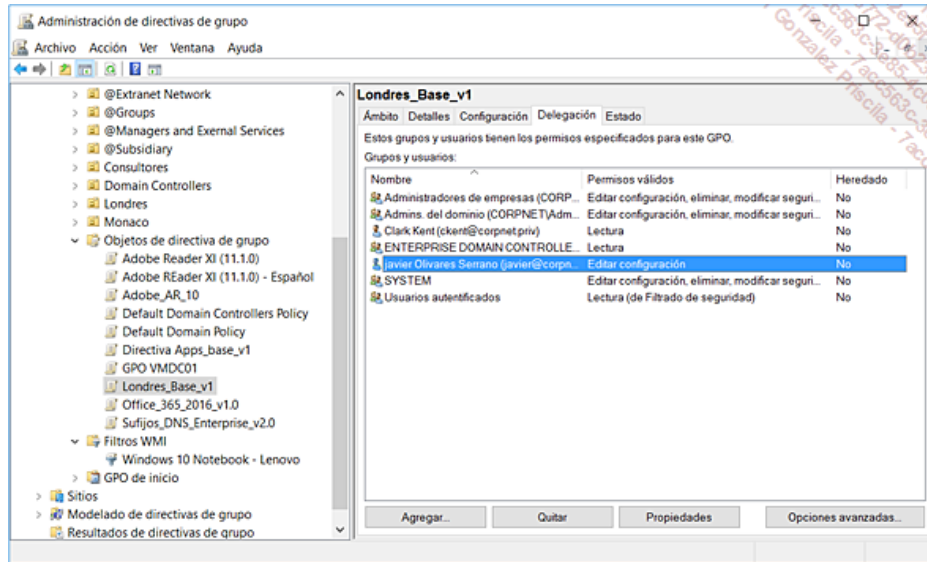 Administración de directivas de grupo
Archivo Acción Ver Ventana Ayuda
@Extranet Network
@Groups
@Managers and Exernal Services
@Subsidiary
Consultores
Domain Controllers
Londres
Monaco
Objetos de directiva de grupo
Adobe Reader XI (11.1.0)
Adobe REader XI (11.1.0) - Español
Adobe_AR_10
Default Domain Controllers Policy
Default Domain Policy
Directiva Apps_base_v1
GPO VMDC01
Londres_Base_v1
Office_365_2016_v1.0
Sufijos_DNS_Enterprise_v2.0
Filtros WMI
Windows 10 Notebook - Lenovo
GPO de inicio
Sitios
Modelado de directivas de grupo
Resultados de directivas de grupo
Londres_Base_v1
Ámbito Detalles Configuración Delegación Estado
Estos grupos y usuarios tienen los permisos especificados para este GPO.
Grupos y usuarios:
Nombre Permisos válidos Heredado
Administradores de empresas (CORP... Editar configuración, eliminar, modificar seguri... No
Admins. del dominio (CORPNET\Adm... Editar configuración, eliminar, modificar seguri... No
Clark Kent (ckent@corpnet.priv) Lectura No
ENTERPRISE DOMAIN CONTROLLE... Lectura No
javier Olivares Serrano (javier@corpn... Editar configuración No
SYSTEM Editar configuración, eliminar, modificar seguri... No
Usuarios autentificados Lectura (de Filtrado de seguridad) No
Agregar... Quitar Propiedades Opciones avanzadas...
Gonzalez Priscila